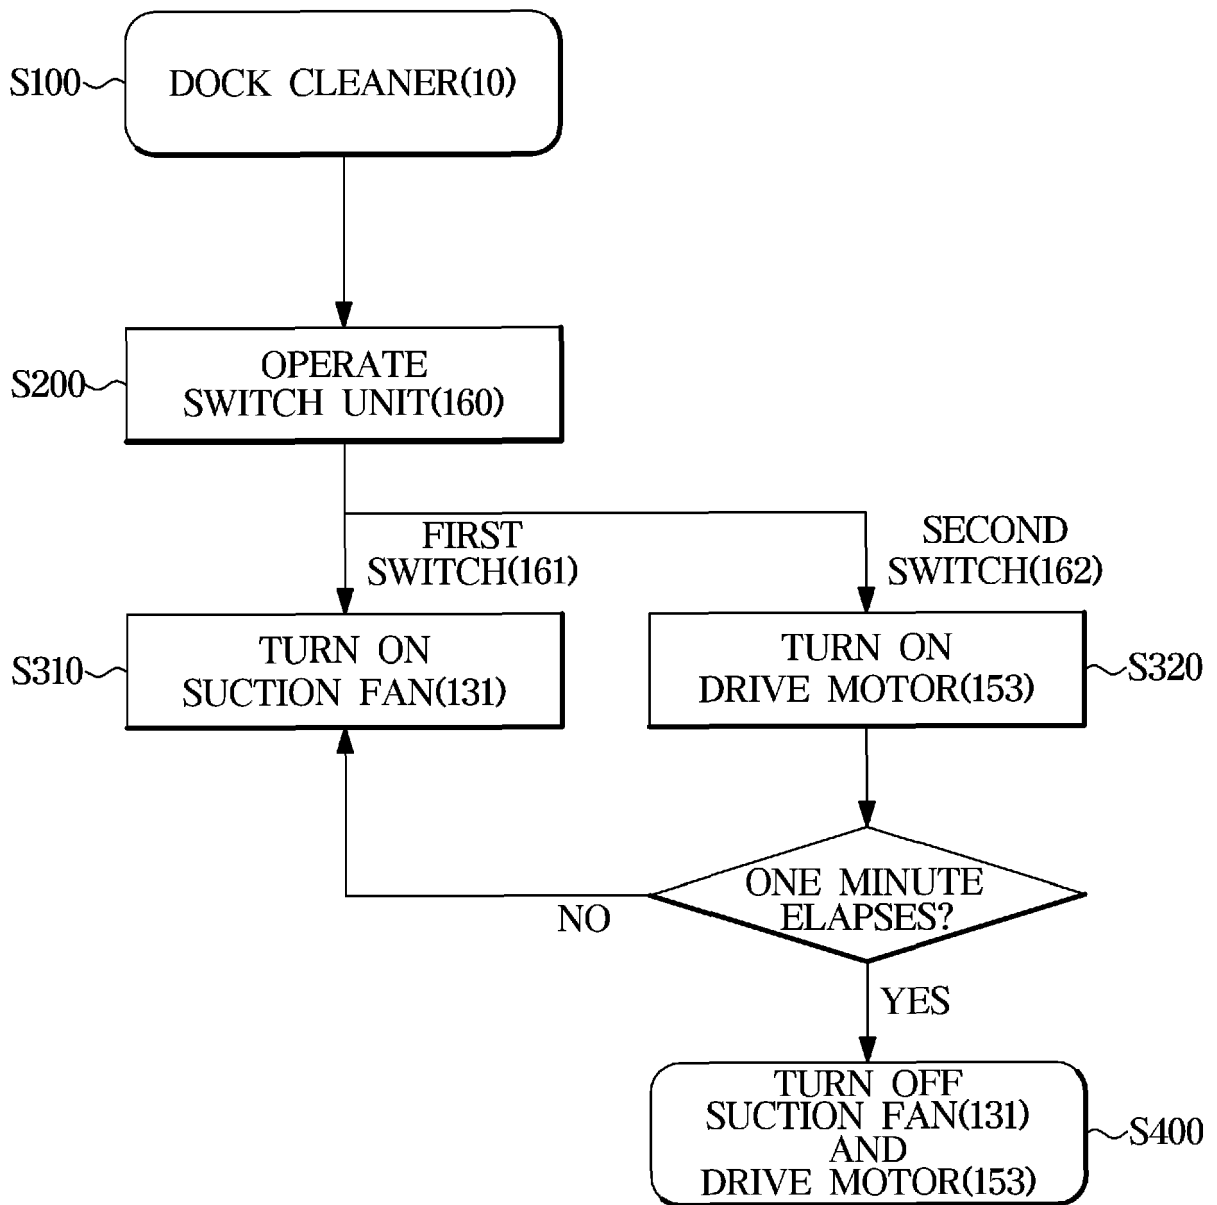 S100
DOCK CLEANER(10)
S200
OPERATE
SWITCH UNIT(160)
FIRST
SWITCH(161)
SECOND
SWITCH(162)
S310
TURN ON
SUCTION FAN(131)
TURN ON
DRIVE MOTOR(153)
S320
ONE MINUTE
ELAPSES?
NO
YES
TURN OFF
SUCTION FAN(131)
AND
DRIVE MOTOR(153)
S400